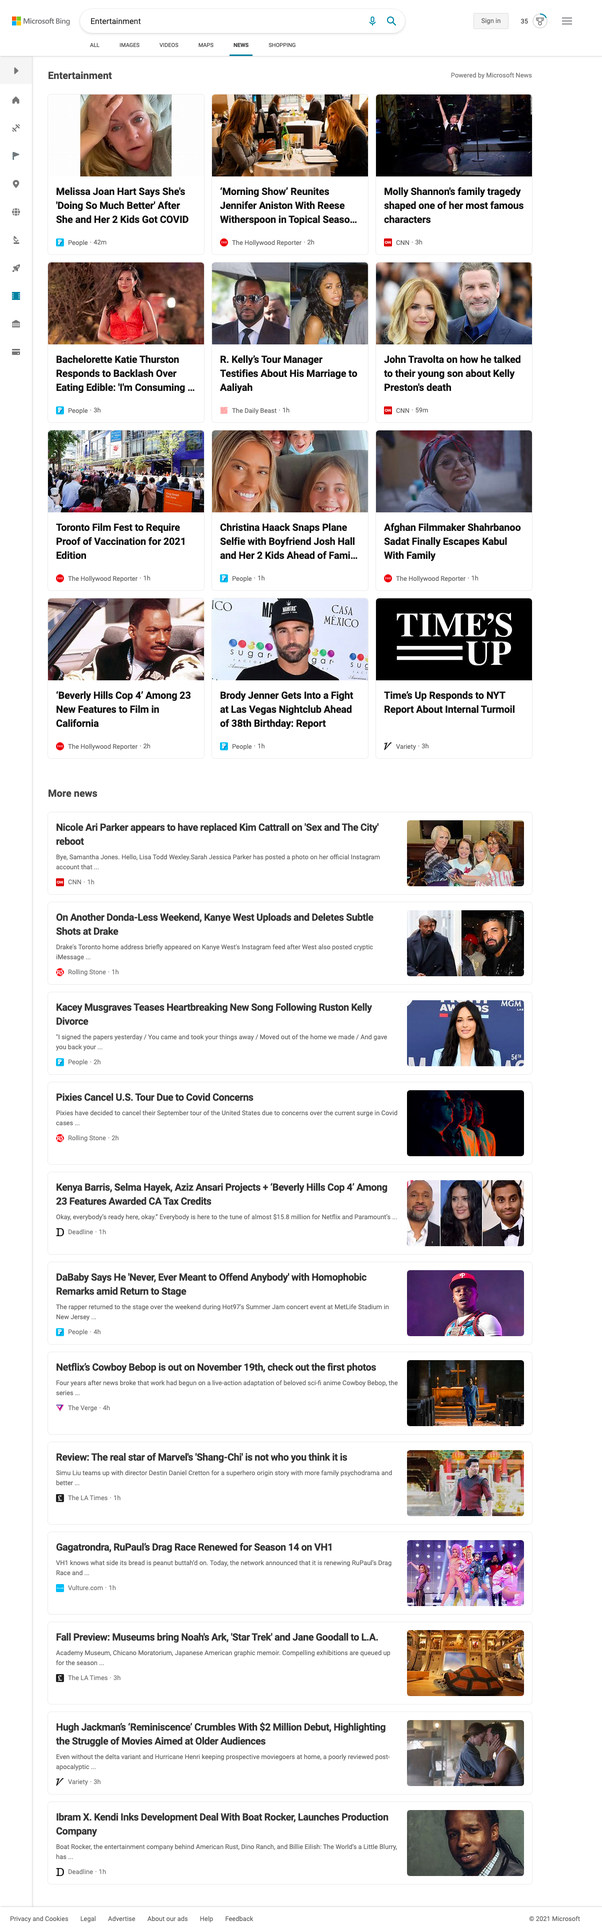 Microsoft Bing
Entertainment
Sign in
35
ALL IMAGES VIDEOS MAPS NEWS SHOPPING
Entertainment
Powered by Microsoft News
Melissa Joan Hart Says She's
'Doing So Much Better' After
She and Her 2 Kids Got COVID
People · 42m
'Morning Show' Reunites
Jennifer Aniston With Reese
Witherspoon in Topical Seaso...
The Hollywood Reporter · 2h
Molly Shannon's family tragedy
shaped one of her most famous
characters
CNN · 3h
Bachelorette Katie Thurston
Responds to Backlash Over
Eating Edible: 'I'm Consuming ...
People · 3h
R. Kelly's Tour Manager
Testifies About His Marriage to
Aaliyah
The Daily Beast · 1h
John Travolta on how he talked
to their young son about Kelly
Preston's death
CNN · 59m
Toronto Film Fest to Require
Proof of Vaccination for 2021
Edition
The Hollywood Reporter · 1h
Christina Haack Snaps Plane
Selfie with Boyfriend Josh Hall
and Her 2 Kids Ahead of Fami...
People · 1h
Afghan Filmmaker Shahrbanoo
Sadat Finally Escapes Kabul
With Family
The Hollywood Reporter · 1h
CASA
MÉXICO
sugar
TIME'S
UP
'Beverly Hills Cop 4' Among 23
New Features to Film in
California
The Hollywood Reporter · 2h
Brody Jenner Gets Into a Fight
at Las Vegas Nightclub Ahead
of 38th Birthday: Report
People · 1h
Time's Up Responds to NYT
Report About Internal Turmoil
Variety · 3h
More news
Nicole Ari Parker appears to have replaced Kim Cattrall on 'Sex and The City'
reboot
Bye, Samantha Jones. Hello, Lisa Todd Wexley.Sarah Jessica Parker has posted a photo on her official Instagram
account that ...
CNN · 1h
On Another Donda-Less Weekend, Kanye West Uploads and Deletes Subtle
Shots at Drake
Drake's Toronto home address briefly appeared on Kanye West's Instagram feed after West also posted cryptic
iMessage ...
Rolling Stone · 1h
Kacey Musgraves Teases Heartbreaking New Song Following Ruston Kelly
Divorce
"I signed the papers yesterday / You came and took your things away / Moved out of the home we made / And gave
you back your ...
People · 2h
MGM
Pixies Cancel U.S. Tour Due to Covid Concerns
Pixies have decided to cancel their September tour of the United States due to concerns over the current surge in Covid
cases ...
Rolling Stone · 2h
Kenya Barris, Selma Hayek, Aziz Ansari Projects + 'Beverly Hills Cop 4' Among
23 Features Awarded CA Tax Credits
Okay, everybody's ready here, okay." Everybody is here to the tune of almost $15.8 million for Netflix and Paramount's ...
Deadline · 1h
DaBaby Says He 'Never, Ever Meant to Offend Anybody' with Homophobic
Remarks amid Return to Stage
The rapper returned to the stage over the weekend during Hot97's Summer Jam concert event at MetLife Stadium in
New Jersey ...
People · 4h
Netflix's Cowboy Bebop is out on November 19th, check out the first photos
Four years after news broke that work had begun on a live-action adaptation of beloved sci-fi anime Cowboy Bebop, the
series ...
The Verge · 4h
Review: The real star of Marvel's 'Shang-Chi' is not who you think it is
Simu Liu teams up with director Destin Daniel Cretton for a superhero origin story with more family psychodrama and
better ...
The LA Times · 1h
Gagatrondra, RuPaul's Drag Race Renewed for Season 14 on VH1
VH1 knows what side its bread is peanut buttah'd on. Today, the network announced that it is renewing RuPaul's Drag
Race and ...
Vulture.com · 1h
Fall Preview: Museums bring Noah's Ark, 'Star Trek' and Jane Goodall to L.A.
Academy Museum, Chicano Moratorium, Japanese American graphic memoir. Compelling exhibitions are queued up
for the season ...
The LA Times · 3h
Hugh Jackman's 'Reminiscence' Crumbles With $2 Million Debut, Highlighting
the Struggle of Movies Aimed at Older Audiences
Even without the delta variant and Hurricane Henri keeping prospective moviegoers at home, a poorly reviewed post-
apocalyptic ...
Variety · 3h
Ibram X. Kendi Inks Development Deal With Boat Rocker, Launches Production
Company
Boat Rocker, the entertainment company behind American Rust, Dino Ranch, and Billie Eilish: The World's a Little Blurry,
has ...
Deadline · 1h
Privacy and Cookies Legal Advertise About our ads Help Feedback
© 2021 Microsoft